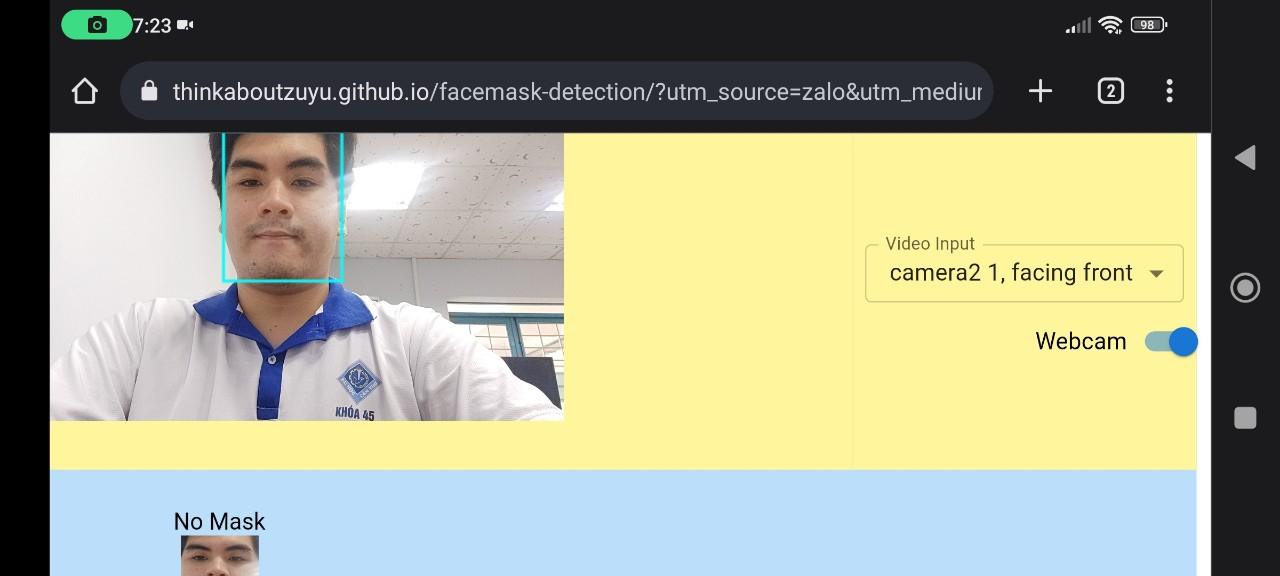 7:23
98
thinkaboutzuyu.github.io/facemask-detection/?utm_source=zalo&utm_mediur
2
Video Input
camera2 1, facing front
Webcam
KHÓA 45
No Mask